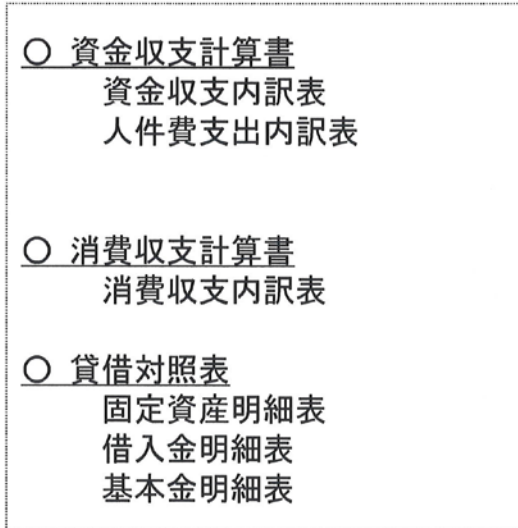 ○ 資金収支計算書
資金収支内訳表
人件費支出内訳表
○ 消費収支計算書
消費収支内訳表
○ 貸借対照表
固定資産明細表
借入金明細表
基本金明細表